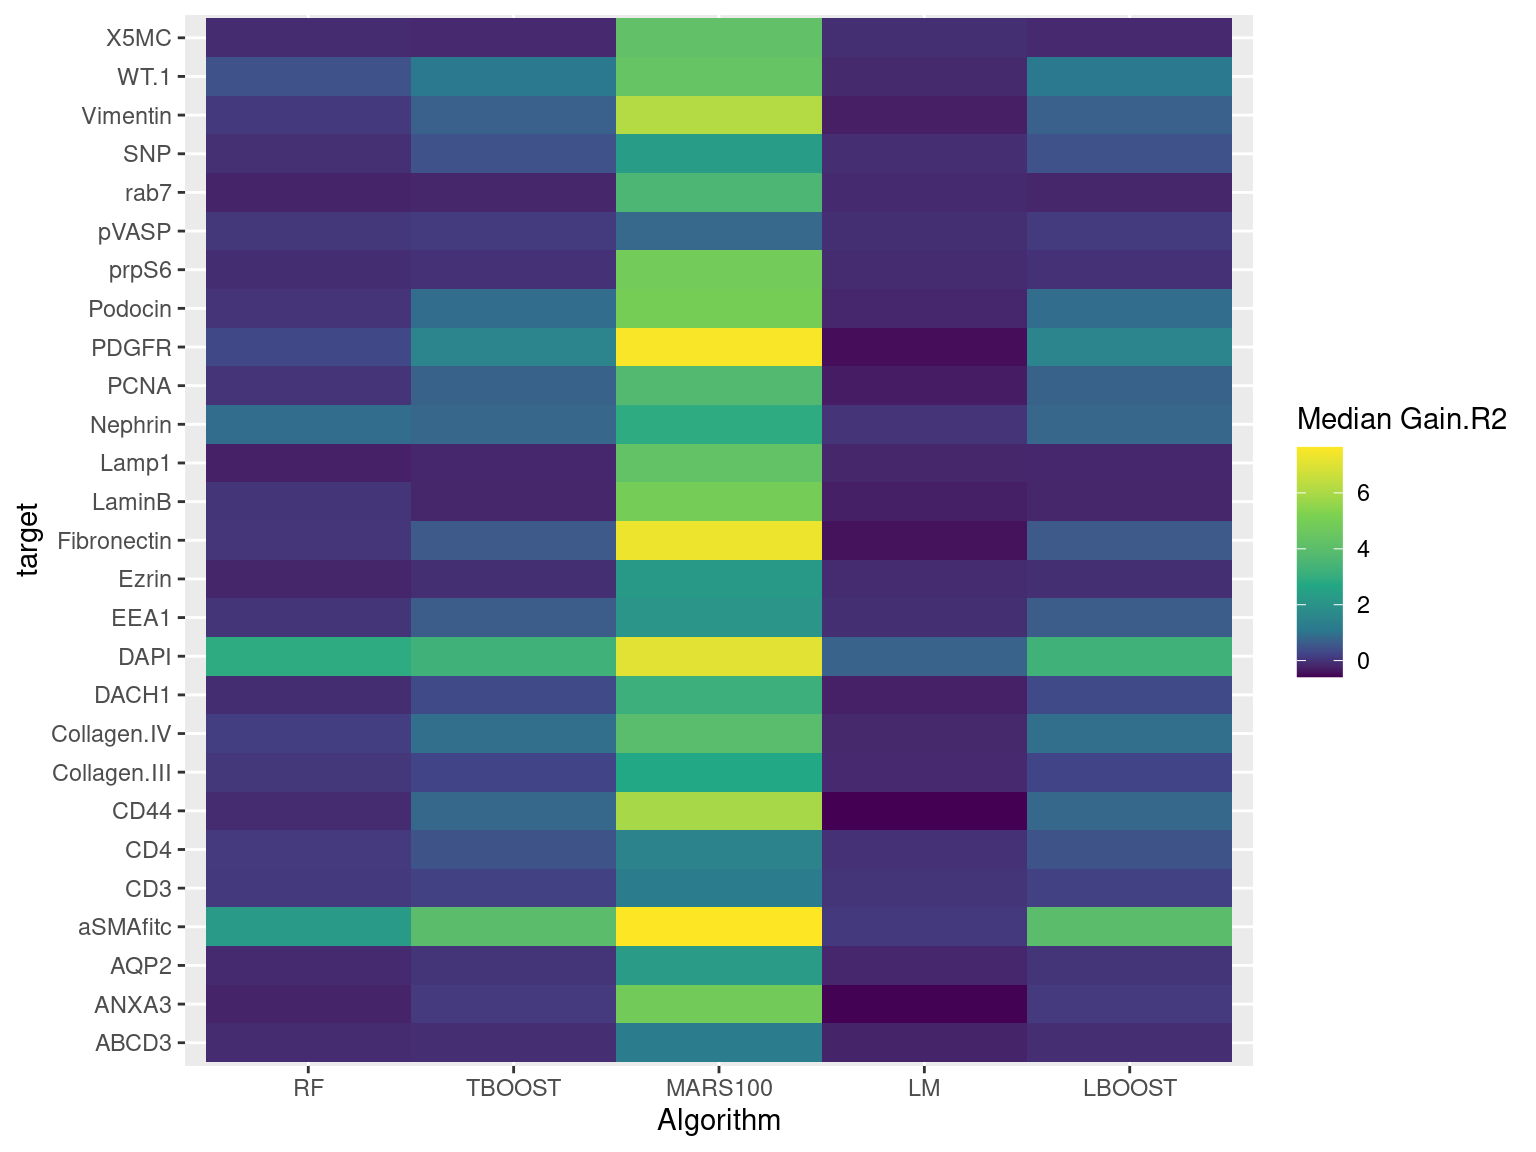 X5MC
WT.1
Vimentin
SNP
rab7
pVASP
prpS6
Podocin
PDGFR
PCNA
Nephrin
Lamp1
LaminB
Fibronectin
Ezrin
EEA1
DAPI
DACH1
Collagen.IV
Collagen.III
CD44
CD4
CD3
aSMAfitc
AQP2
ANXA3
ABCD3
target
RF TBOOST MARS100 LM LBOOST
Algorithm
Median Gain.R2
6
4
2
0